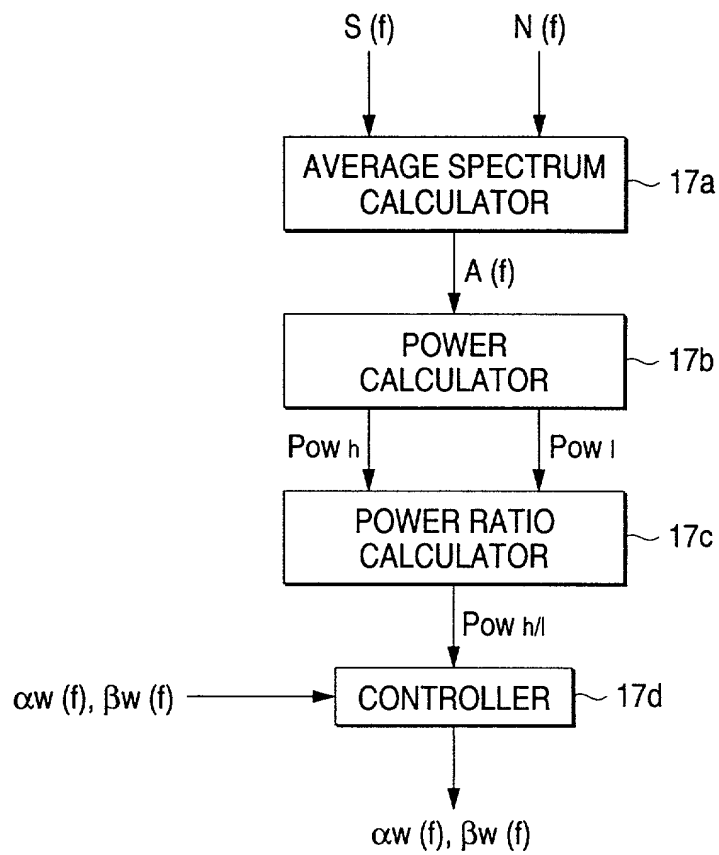 S (f) N (f)
AVERAGE SPECTRUM
CALCULATOR
17a
A (f)
POWER
CALCULATOR
17b
Pow h Pow l
POWER RATIO
CALCULATOR
17c
Pow h/l
αw (f), βw (f)
CONTROLLER
17d
αw (f), βw (f)